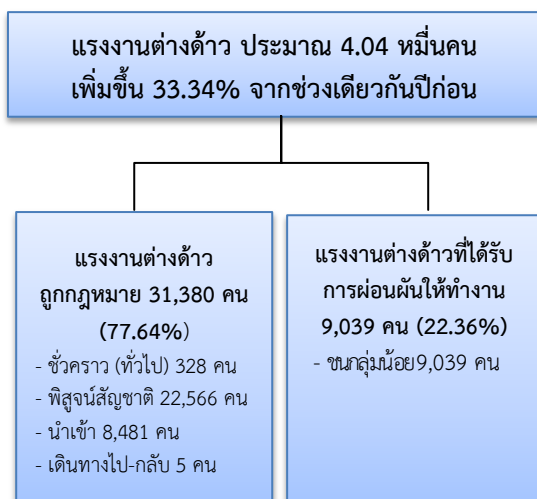 แรงงานต่างด้าว ประมาณ 4.04 หมื่นคน
เพิ่มขึ้น 33.34% จากช่วงเดียวกันปีก่อน
แรงงานต่างด้าว
ถูกกฎหมาย 31,380 คน
(77.64%)
- ชั่วคราว (ทั่วไป) 328 คน
- พิสูจน์สัญชาติ 22,566 คน
- นำเข้า 8,481 คน
- เดินทางไป-กลับ 5 คน
แรงงานต่างด้าวที่ได้รับ
การผ่อนผันให้ทำงาน
9,039 คน (22.36%)
- ชนกลุ่มน้อย9,039 คน